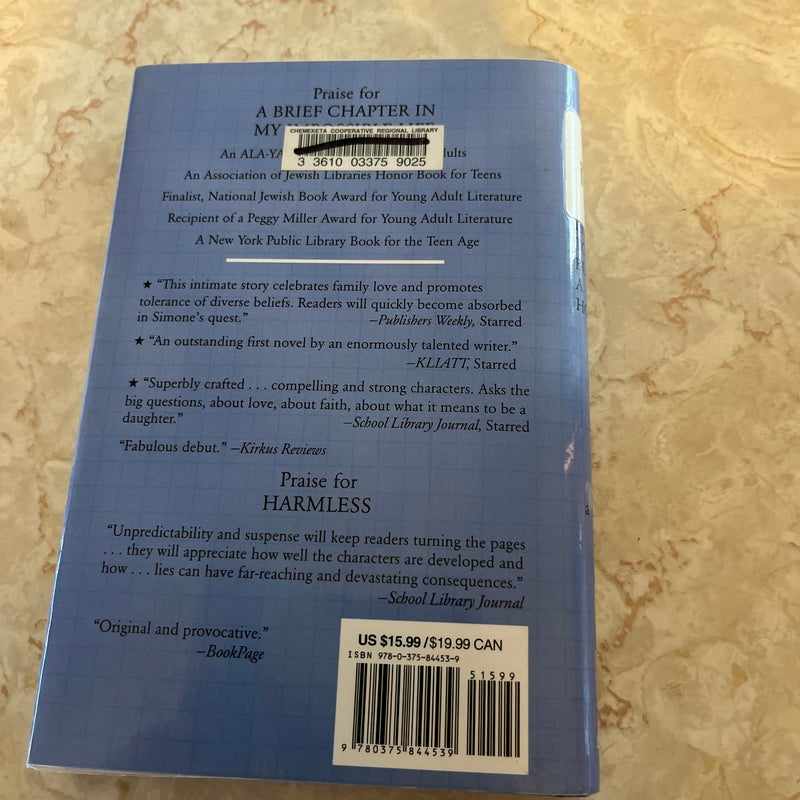 Praise for
A BRIEF CHAPTER IN
MY IMPOSSIBLE LIFE
CHEMEKETA COOPERATIVE REGIONAL LIBRARY
3 3610 03375 9025
An ALA-YA
An Association of Jewish Libraries Honor Book for Teens
Finalist, National Jewish Book Award for Young Adult Literature
Recipient of a Peggy Miller Award for Young Adult Literature
A New York Public Library Book for the Teen Age
★ “This intimate story celebrates family love and promotes
tolerance of diverse beliefs. Readers will quickly become absorbed
in Simone’s quest.” –Publishers Weekly, Starred
★ “An outstanding first novel by an enormously talented writer.”
–KLIATT, Starred
★ “Superbly crafted . . . compelling and strong characters. Asks the
big questions, about love, about faith, about what it means to be a
daughter.” –School Library Journal, Starred
“Fabulous debut.” –Kirkus Reviews
Praise for
HARMLESS
“Unpredictability and suspense will keep readers turning the pages
. . . they will appreciate how well the characters are developed and
how . . . lies can have far-reaching and devastating consequences.”
–School Library Journal
“Original and provocative.”
–BookPage
US $15.99/$19.99 CAN
ISBN 978-0-375-84453-9
51599
9 780375 844539